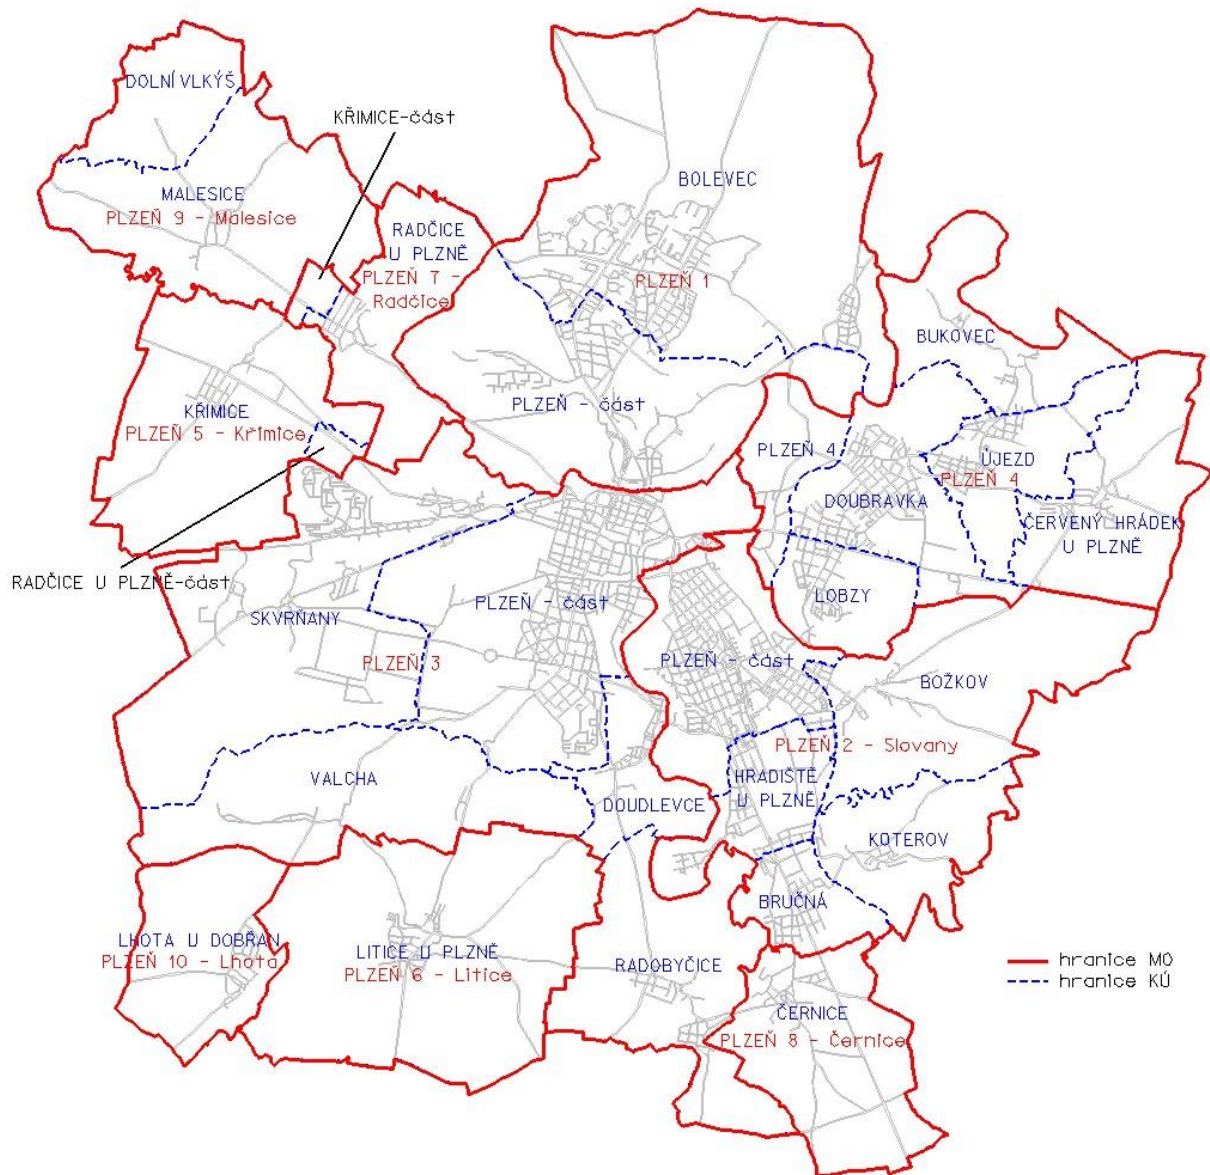 DOLNÍ VLKÝŠ
KŘIMICE-část
MALESICE
PLZEŇ 9 - Malesice
RADČICE
U PLZNĚ
PLZEŇ 7 -
Radčice
BOLEVEC
PLZEŇ 1
BUKOVEC
KŘIMICE
PLZEŇ 5 - Křimice
PLZEŇ - část
PLZEŇ 4
ÚJEZD
PLZEŇ 4
DOUBRAVKA
ČERVENÝ HRÁDEK
U PLZNĚ
RADČICE U PLZNĚ-část
SKVRŇANY
PLZEŇ - část
LOBZY
PLZEŇ 3
PLZEŇ - část
BOŽKOV
PLZEŇ 2 - Slovany
VALCHA
HRADIŠTĚ
U PLZNĚ
DOUDLEVCE
KOTEROV
BRUČNÁ
LHOTA U DOBŘAN
PLZEŇ 10 - Lhota
LITICE U PLZNĚ
PLZEŇ 6 - Litice
RADOBYČICE
hranice MO
hranice KÚ
ČERNICE
PLZEŇ 8 - Černice